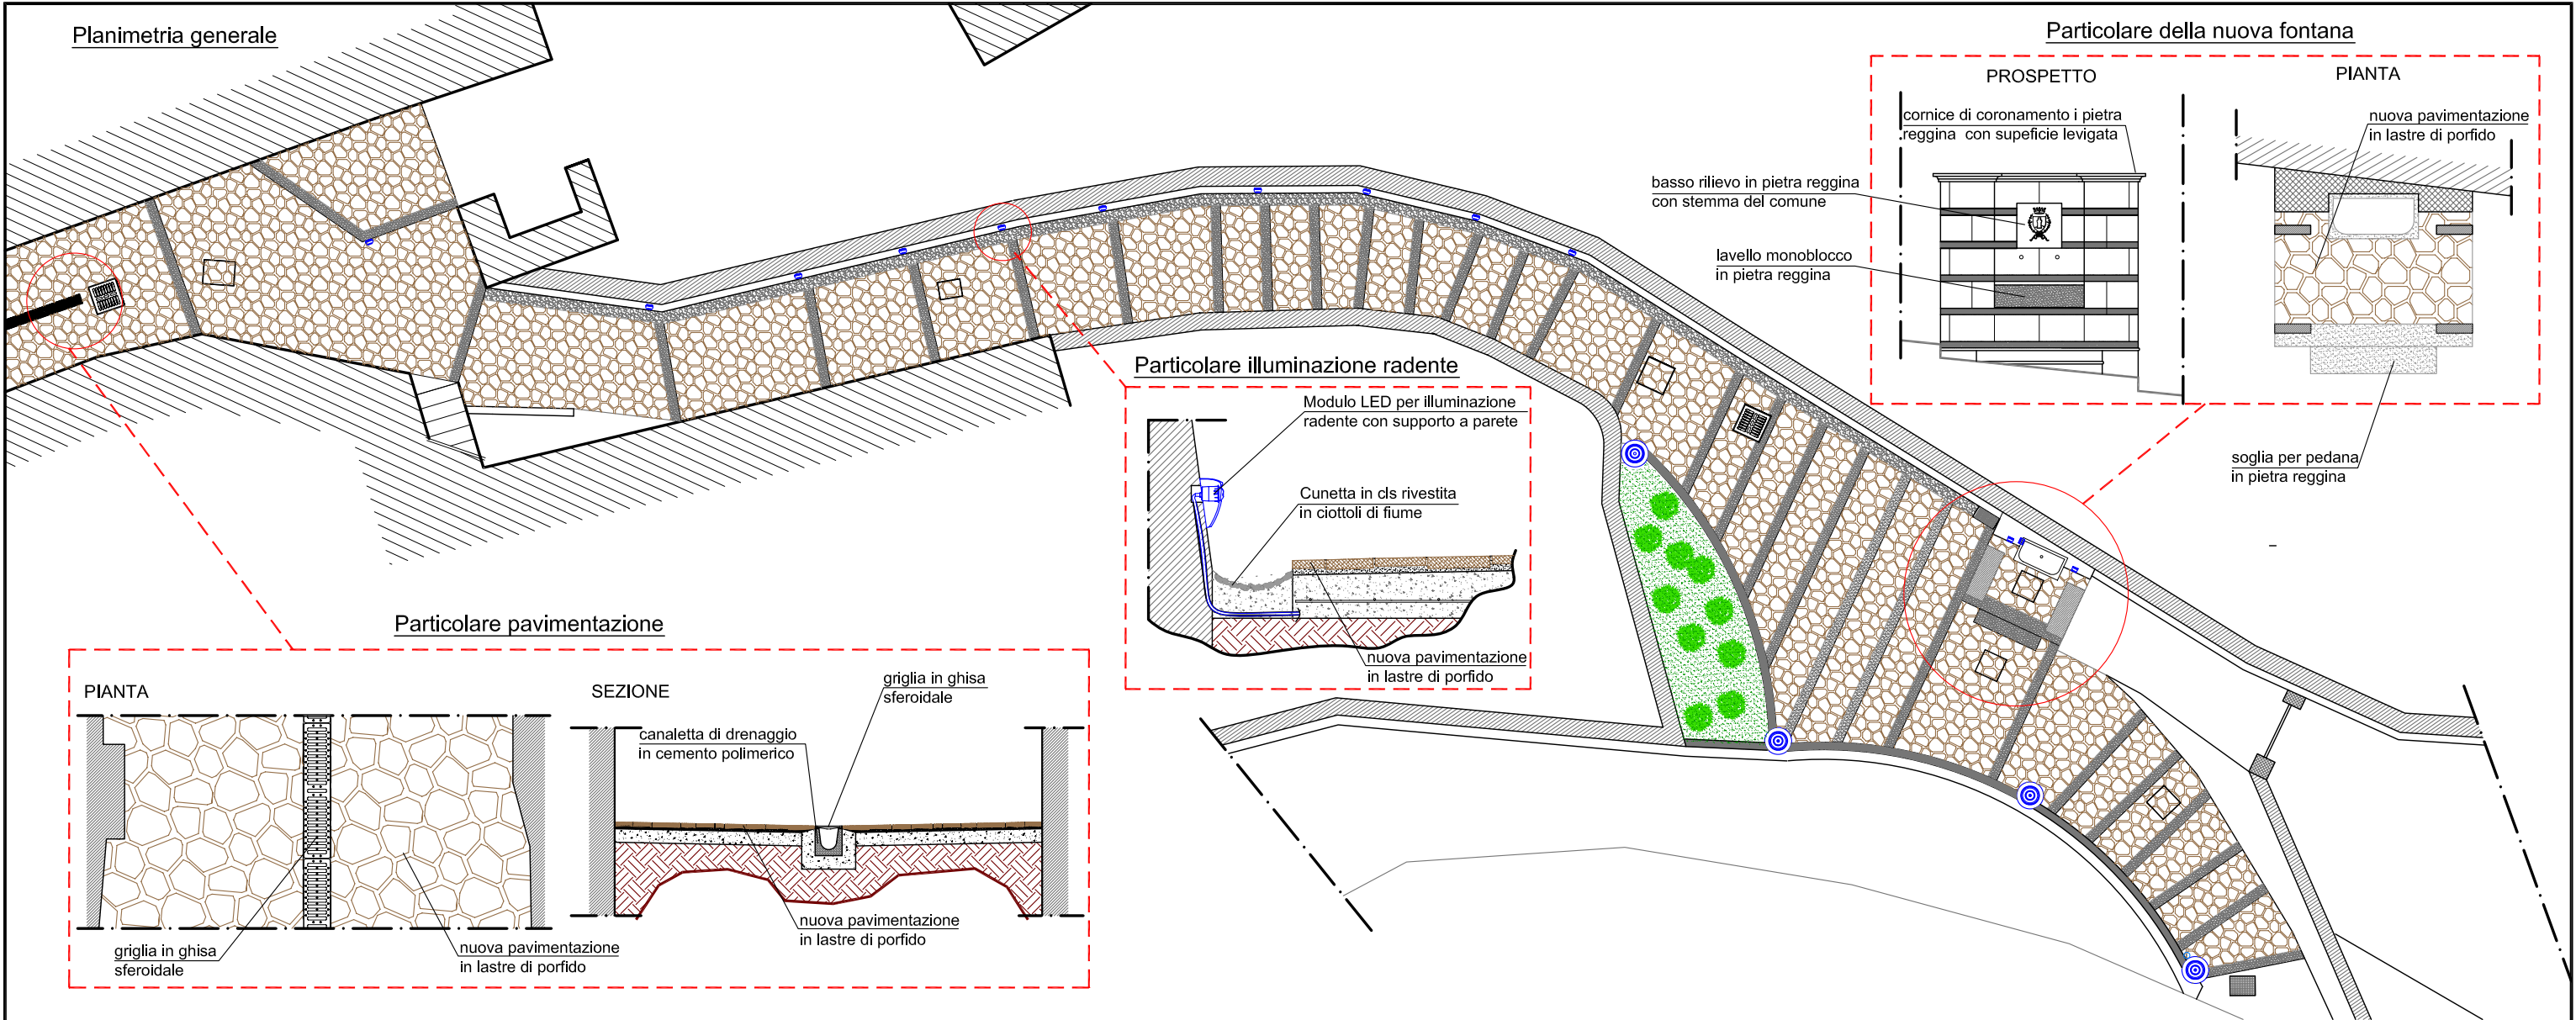 Planimetria generale
Particolare della nuova fontana
PROSPETTO
PIANTA
cornice di coronamento i pietra
reggina con supeficie levigata
nuova pavimentazione
in lastre di porfido
basso rilievo in pietra reggina
con stemma del comune
lavello monoblocco
in pietra reggina
soglia per pedana
in pietra reggina
Particolare illuminazione radente
Modulo LED per illuminazione
radente con supporto a parete
Cunetta in cls rivestita
in ciottoli di fiume
nuova pavimentazione
in lastre di porfido
Particolare pavimentazione
PIANTA
SEZIONE
griglia in ghisa
sferoidale
canaletta di drenaggio
in cemento polimerico
nuova pavimentazione
in lastre di porfido
griglia in ghisa
sferoidale
nuova pavimentazione
in lastre di porfido